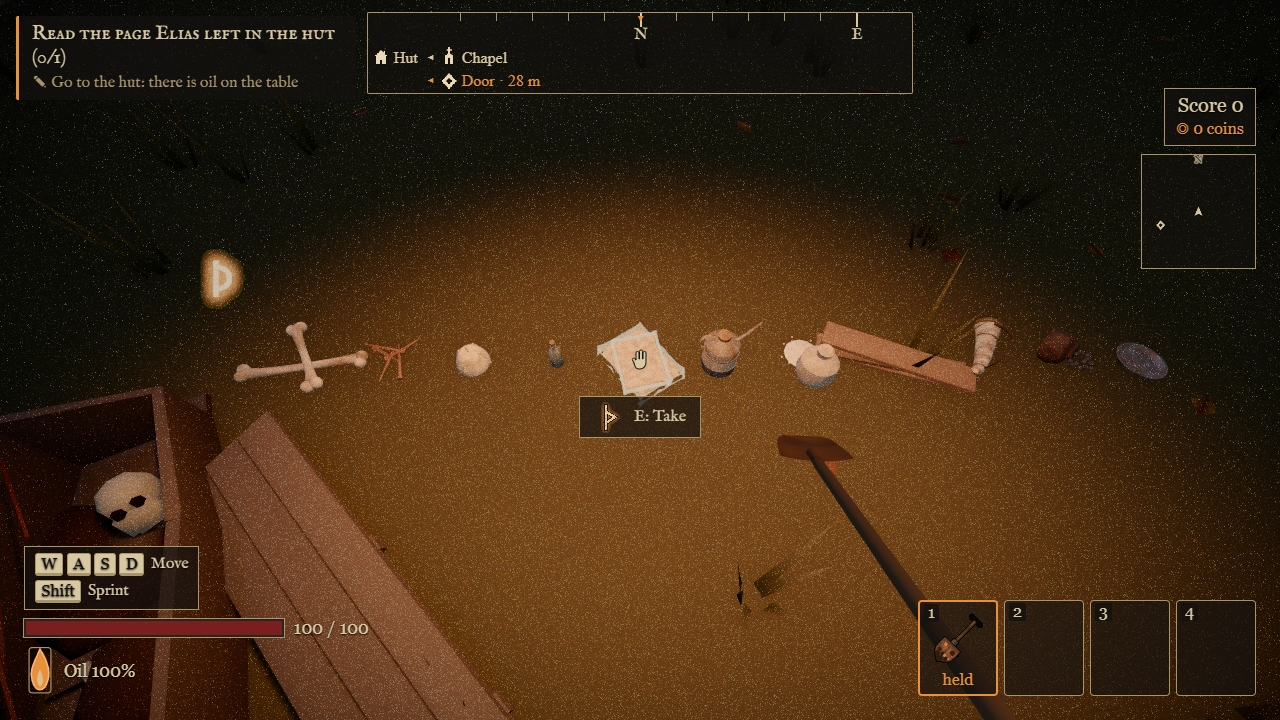 Read the page Elias left in the hut
(0/1)
Go to the hut: there is oil on the table
N
E
Hut
Chapel
Door · 28 m
Score 0
0 coins
Þ
E: Take
W A S D Move
Shift Sprint
100 / 100
Oil 100%
1
held
2
3
4